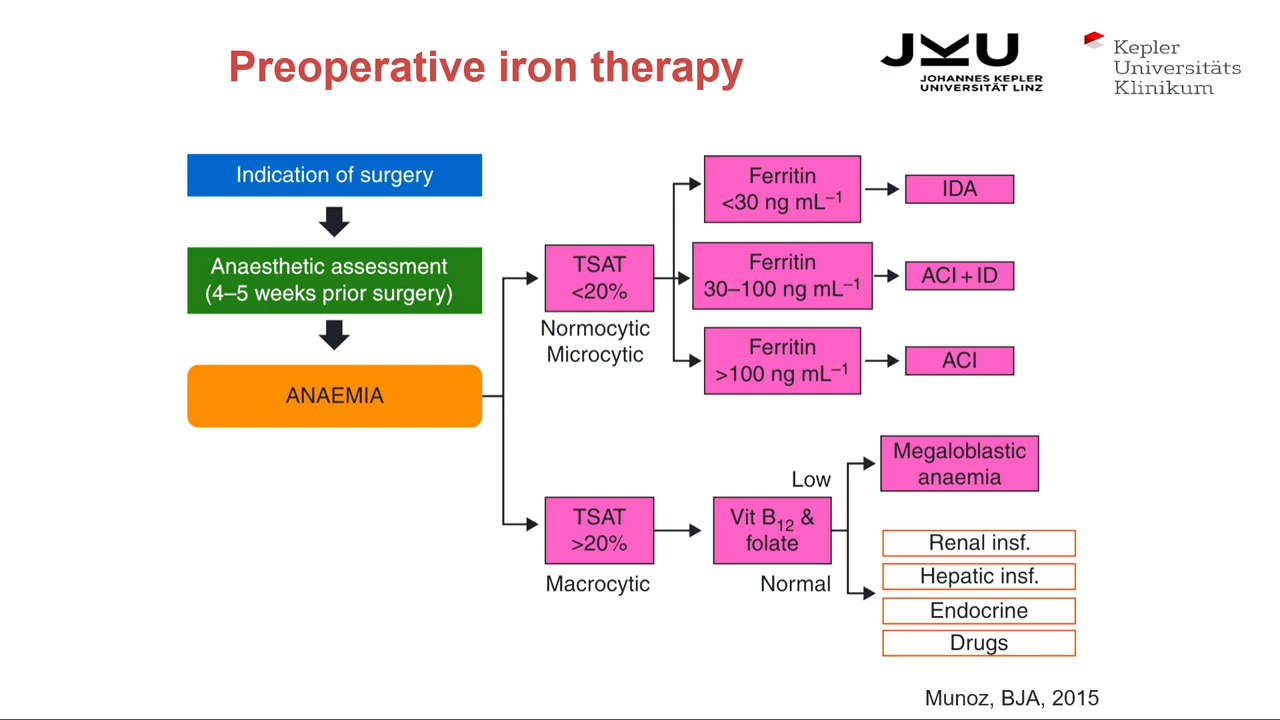 Preoperative iron therapy
JKU
JOHANNES KEPLER
UNIVERSITÄT LINZ
Kepler
Universitäts
Klinikum
Indication of surgery
Anaesthetic assessment
(4–5 weeks prior surgery)
ANAEMIA
TSAT
<20%
Normocytic
Microcytic
Ferritin
<30 ng mL⁻¹
IDA
Ferritin
30–100 ng mL⁻¹
ACI + ID
Ferritin
>100 ng mL⁻¹
ACI
TSAT
>20%
Macrocytic
Vit B₁₂ &
folate
Low
Normal
Megaloblastic
anaemia
Renal insf.
Hepatic insf.
Endocrine
Drugs
Munoz, BJA, 2015